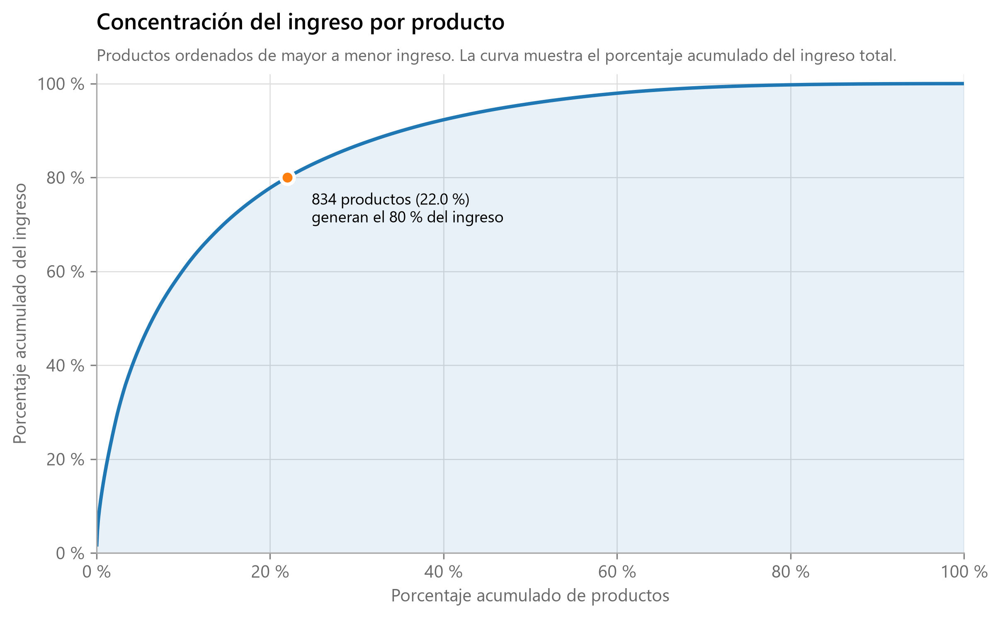 Concentración del ingreso por producto
Productos ordenados de mayor a menor ingreso. La curva muestra el porcentaje acumulado del ingreso total.
Porcentaje acumulado del ingreso
100 %
80 %
60 %
40 %
20 %
0 %
834 productos (22.0 %)
generan el 80 % del ingreso
0 %
20 %
40 %
60 %
80 %
100 %
Porcentaje acumulado de productos